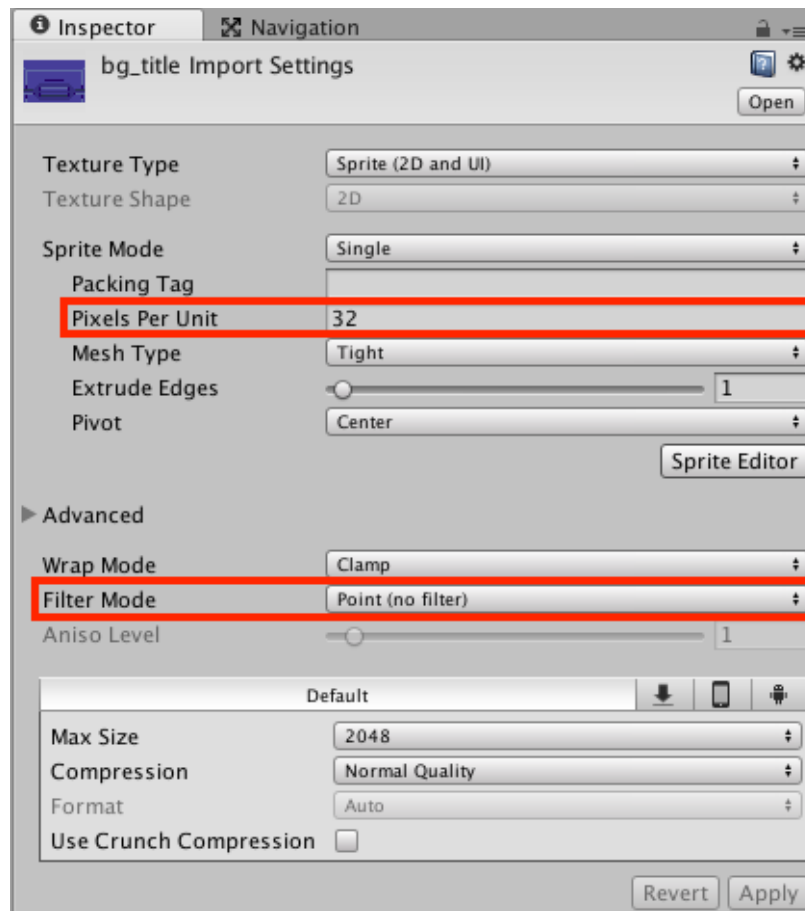 Inspector Navigation
bg_title Import Settings
Open
Texture Type Sprite (2D and UI)
Texture Shape 2D
Sprite Mode Single
Packing Tag
Pixels Per Unit 32
Mesh Type Tight
Extrude Edges 1
Pivot Center
Sprite Editor
Advanced
Wrap Mode Clamp
Filter Mode Point (no filter)
Aniso Level 1
Default
Max Size 2048
Compression Normal Quality
Format Auto
Use Crunch Compression
Revert Apply